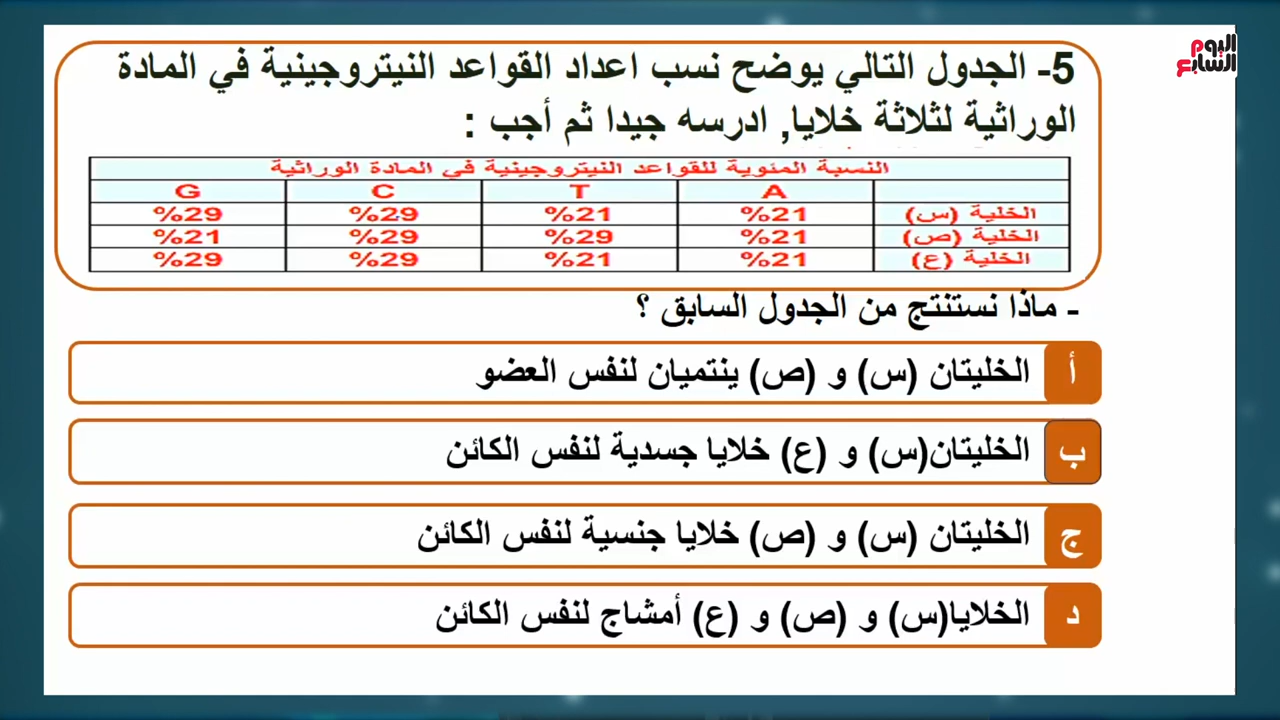 اليوم
السابع
5- الجدول التالي يوضح نسب اعداد القواعد النيتروجينية في المادة
الوراثية لثلاثة خلايا, ادرسه جيدا ثم أجب :
النسبة المئوية للقواعد النيتروجينية في المادة الوراثية
A T C G
الخلية (س) %21 %21 %29 %29
الخلية (ص) %21 %29 %29 %21
الخلية (ع) %21 %21 %29 %29
- ماذا نستنتج من الجدول السابق ؟
أ الخليتان (س) و (ص) ينتميان لنفس العضو
ب الخليتان(س) و (ع) خلايا جسدية لنفس الكائن
ج الخليتان (س) و (ص) خلايا جنسية لنفس الكائن
د الخلايا(س) و (ص) و (ع) أمشاج لنفس الكائن